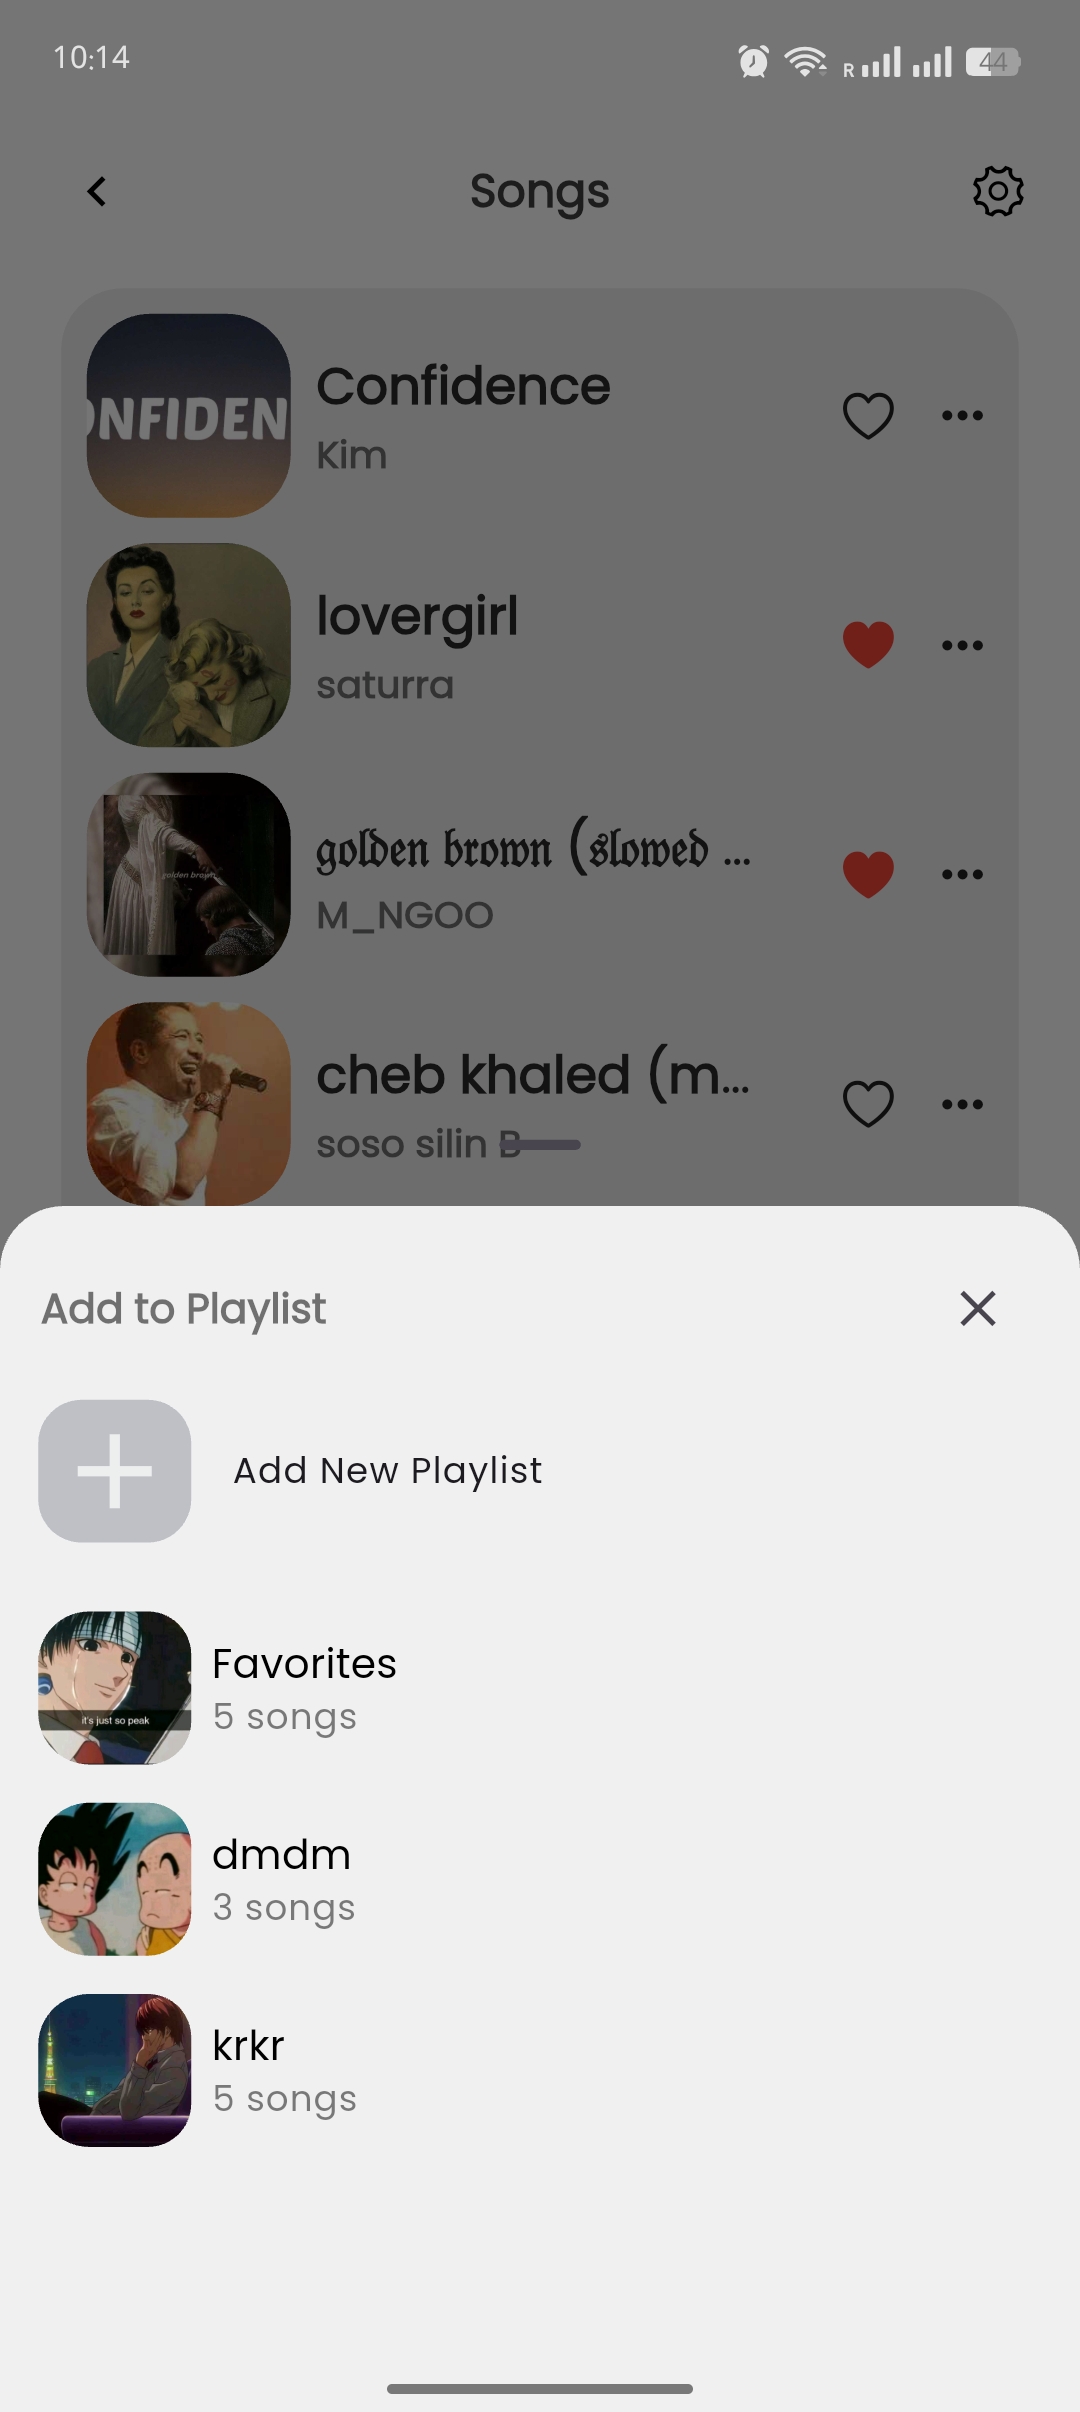 10:14
R
44
Songs
ONFIDEN
Confidence
Kim
lovergirl
saturra
golden brown
𝖌𝖔𝖑𝖉𝖊𝖓 𝖇𝖗𝖔𝖜𝖓 (𝖘𝖑𝖔𝖜𝖊𝖉 ...
M_NGOO
cheb khaled (m...
soso silin B
Add to Playlist
Add New Playlist
it's just so peak
Favorites
5 songs
dmdm
3 songs
krkr
5 songs